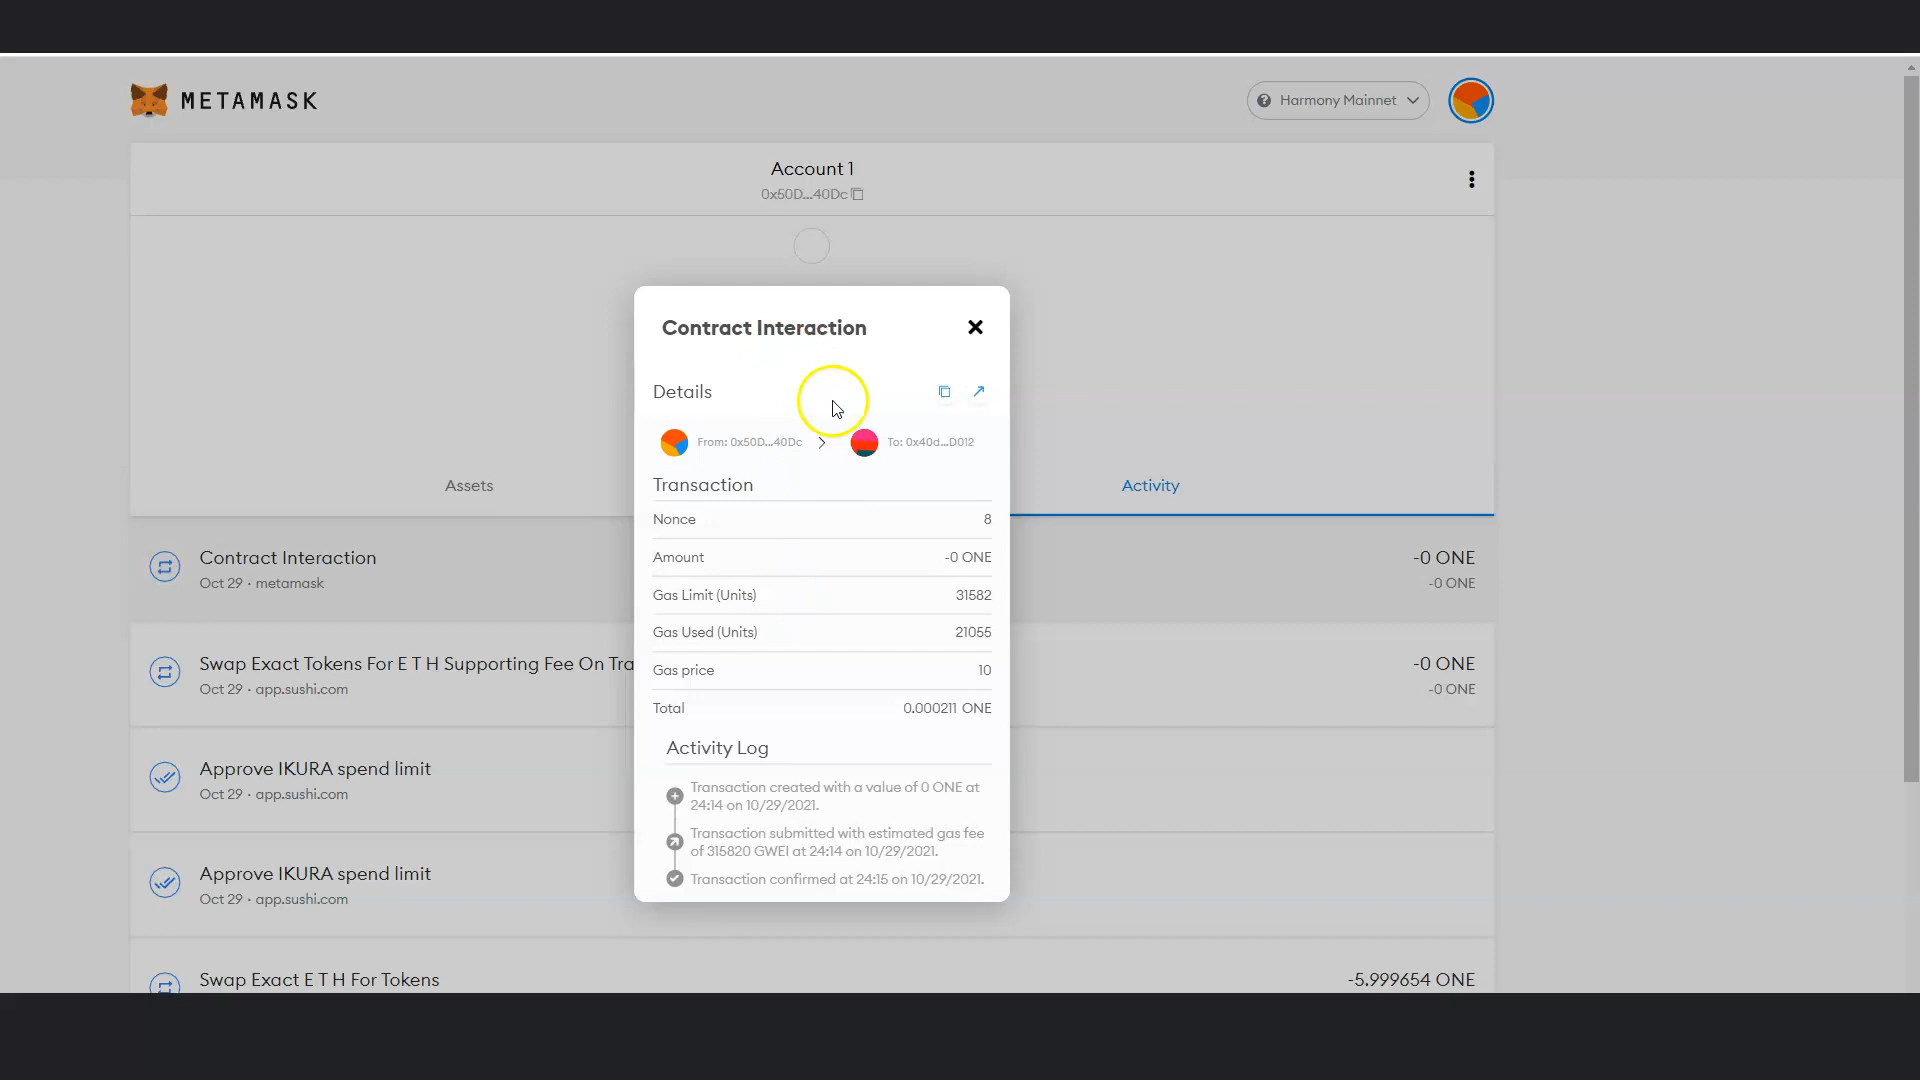 METAMASK
Harmony Mainnet
Account 1
0x50D...40Dc
Contract Interaction
Details
From: 0x50D...40Dc
To: 0x40d...D012
Transaction
Nonce 8
Amount -0 ONE
Gas Limit (Units) 31582
Gas Used (Units) 21055
Gas price 10
Total 0.000211 ONE
Activity Log
Transaction created with a value of 0 ONE at
24:14 on 10/29/2021.
Transaction submitted with estimated gas fee
of 315820 GWEI at 24:14 on 10/29/2021.
Transaction confirmed at 24:15 on 10/29/2021.
Assets
Activity
Contract Interaction
Oct 29 · metamask
-0 ONE
-0 ONE
Swap Exact Tokens For E T H Supporting Fee On Tra
Oct 29 · app.sushi.com
-0 ONE
-0 ONE
Approve IKURA spend limit
Oct 29 · app.sushi.com
Approve IKURA spend limit
Oct 29 · app.sushi.com
Swap Exact E T H For Tokens
-5.999654 ONE